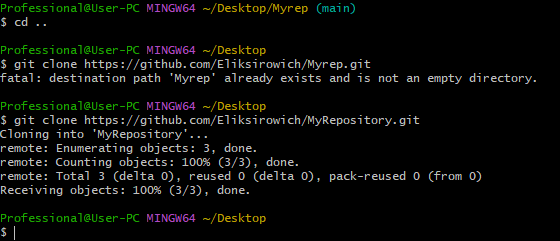 Professional@User-PC MINGW64 ~/Desktop/Myrep (main)
$ cd ..
Professional@User-PC MINGW64 ~/Desktop
$ git clone https://github.com/Eliksirowich/Myrep.git
fatal: destination path 'Myrep' already exists and is not an empty directory.
Professional@User-PC MINGW64 ~/Desktop
$ git clone https://github.com/Eliksirowich/MyRepository.git
Cloning into 'MyRepository'...
remote: Enumerating objects: 3, done.
remote: Counting objects: 100% (3/3), done.
remote: Total 3 (delta 0), reused 0 (delta 0), pack-reused 0 (from 0)
Receiving objects: 100% (3/3), done.
Professional@User-PC MINGW64 ~/Desktop
$